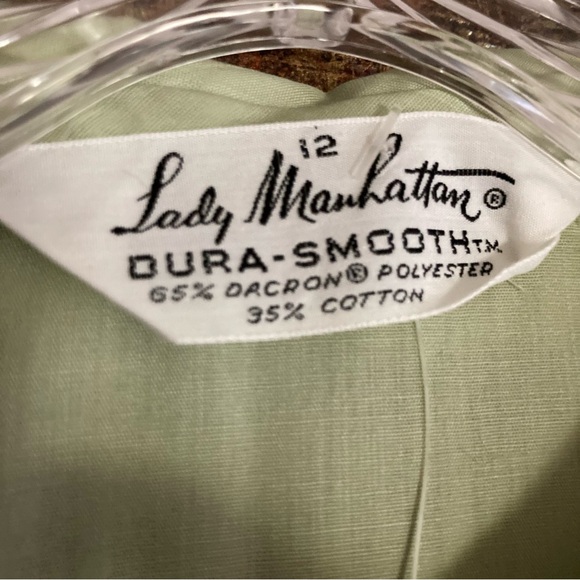 12
Lady Manhattan®
DURA-SMOOTH T.M.
65% DACRON® POLYESTER
35% COTTON